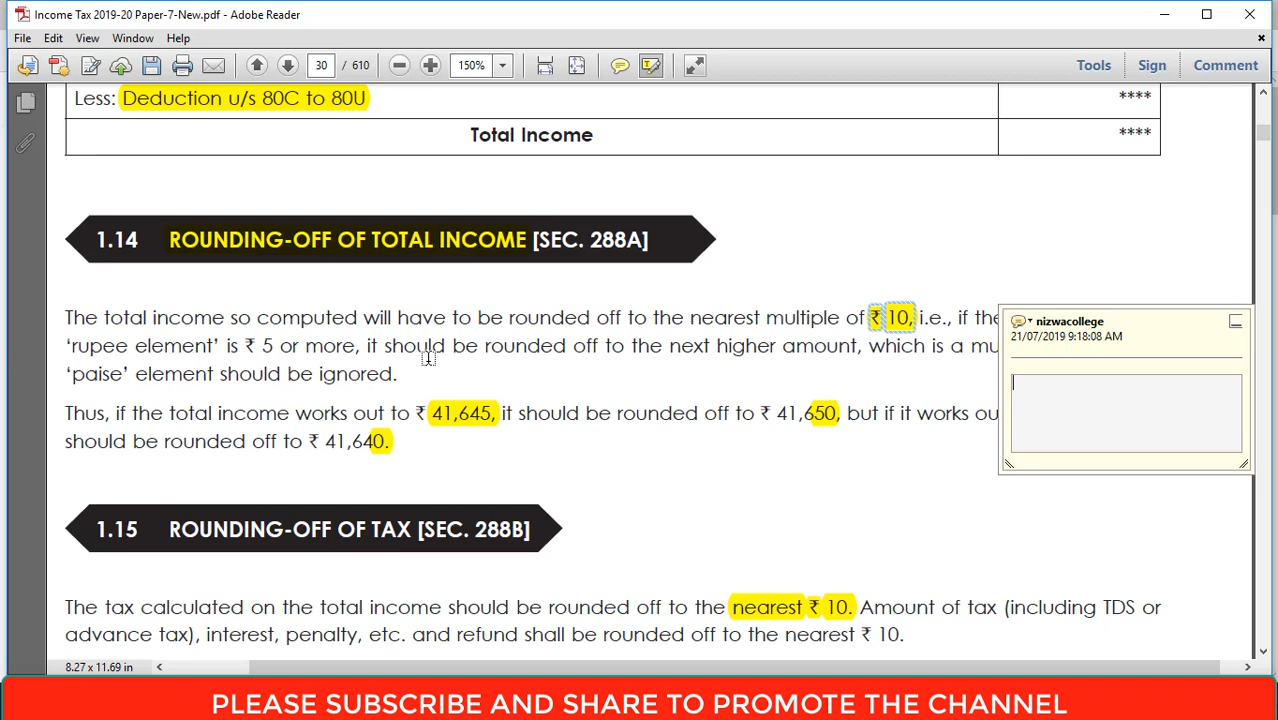 Income Tax 2019-20 Paper-7-New.pdf - Adobe Reader
File Edit View Window Help
30 / 610 150% Tools Sign Comment
Less: Deduction u/s 80C to 80U ****
Total Income ****
1.14 ROUNDING-OFF OF TOTAL INCOME [SEC. 288A]
The total income so computed will have to be rounded off to the nearest multiple of ₹ 10, i.e., if the
‘rupee element’ is ₹ 5 or more, it should be rounded off to the next higher amount, which is a mu
‘paise’ element should be ignored.
Thus, if the total income works out to ₹ 41,645, it should be rounded off to ₹ 41,650, but if it works ou
should be rounded off to ₹ 41,640.
nizwacollege
21/07/2019 9:18:08 AM
1.15 ROUNDING-OFF OF TAX [SEC. 288B]
The tax calculated on the total income should be rounded off to the nearest ₹ 10. Amount of tax (including TDS or
advance tax), interest, penalty, etc. and refund shall be rounded off to the nearest ₹ 10.
8.27 x 11.69 in
PLEASE SUBSCRIBE AND SHARE TO PROMOTE THE CHANNEL